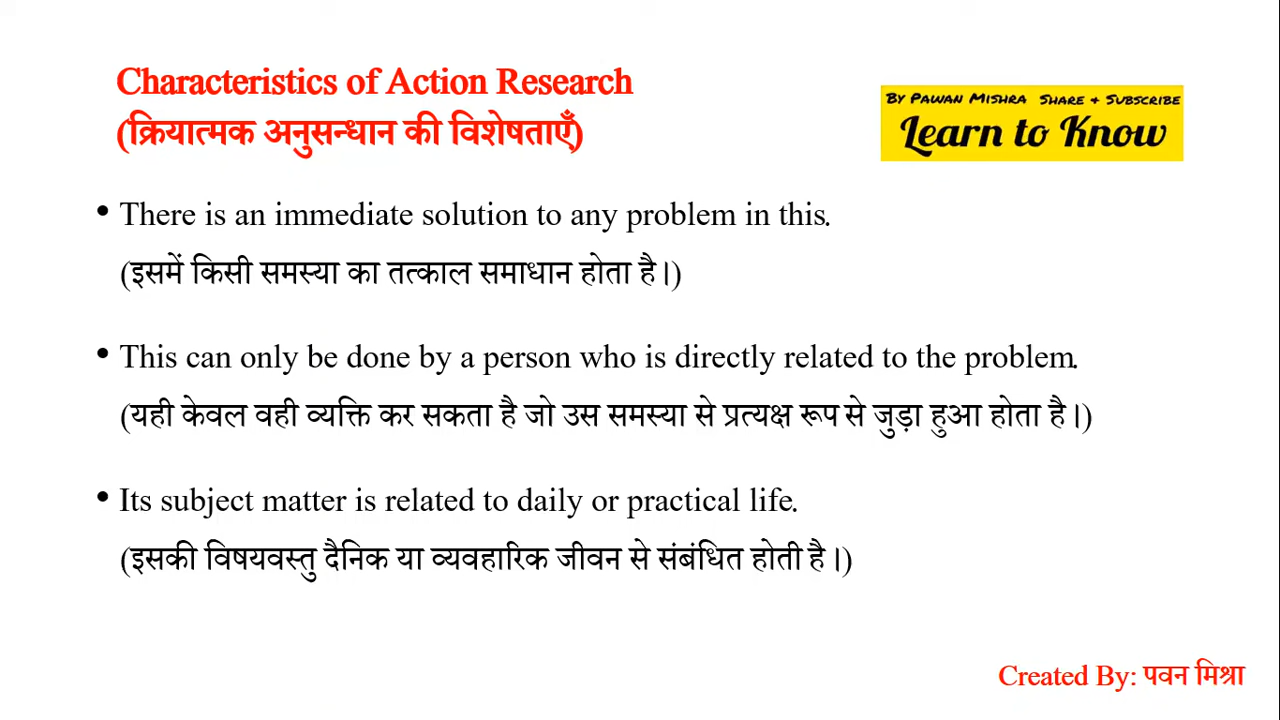 Characteristics of Action Research
(क्रियात्मक अनुसन्धान की विशेषताएँ)
By Pawan Mishra Share & Subscribe
Learn to Know
• There is an immediate solution to any problem in this.
(इसमें किसी समस्या का तत्काल समाधान होता है।)
• This can only be done by a person who is directly related to the problem.
(यही केवल वही व्यक्ति कर सकता है जो उस समस्या से प्रत्यक्ष रूप से जुड़ा हुआ होता है।)
• Its subject matter is related to daily or practical life.
(इसकी विषयवस्तु दैनिक या व्यवहारिक जीवन से संबंधित होती है।)
Created By: पवन मिश्रा